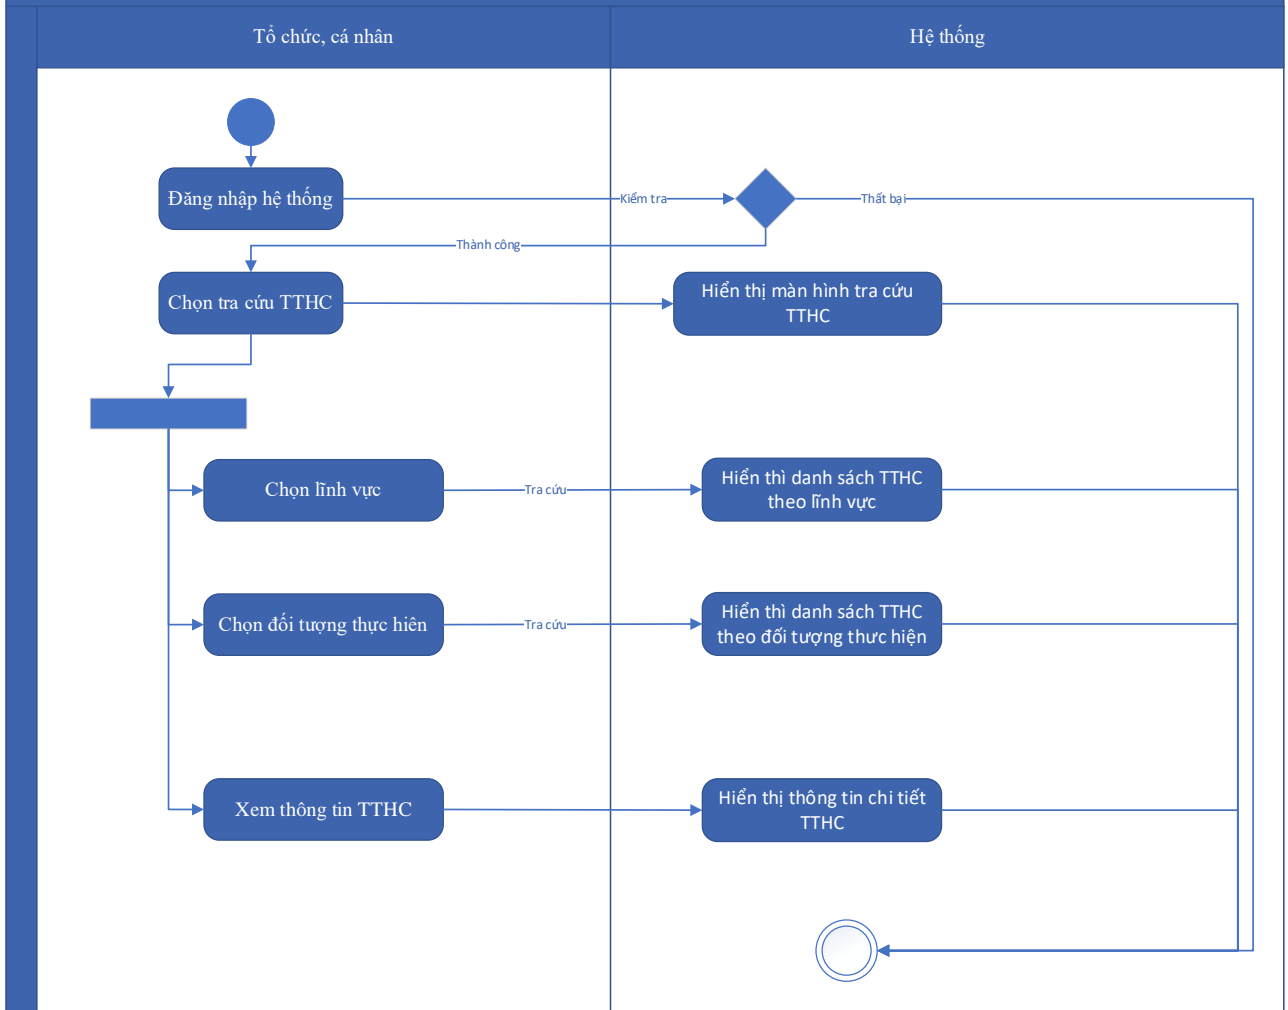 Tổ chức, cá nhân
Hệ thống
Đăng nhập hệ thống
Kiểm tra
Thất bại
Thành công
Chọn tra cứu TTHC
Hiển thị màn hình tra cứu
TTHC
Chọn lĩnh vực
Tra cứu
Hiển thì danh sách TTHC
theo lĩnh vực
Chọn đối tượng thực hiên
Tra cứu
Hiển thì danh sách TTHC
theo đối tượng thưc hiện
Xem thông tin TTHC
Hiển thị thông tin chi tiết
TTHC